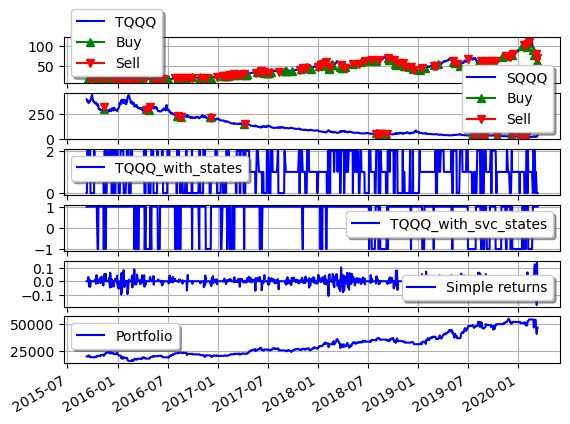 TQQQ
Buy
Sell
100
50
SQQQ
Buy
Sell
250
0
2
TQQQ_with_states
0
1
TQQQ_with_svc_states
0
−1
0.1
0.0
Simple returns
−0.1
50000
Portfolio
25000
2015-07
2016-01
2016-07
2017-01
2017-07
2018-01
2018-07
2019-01
2019-07
2020-01